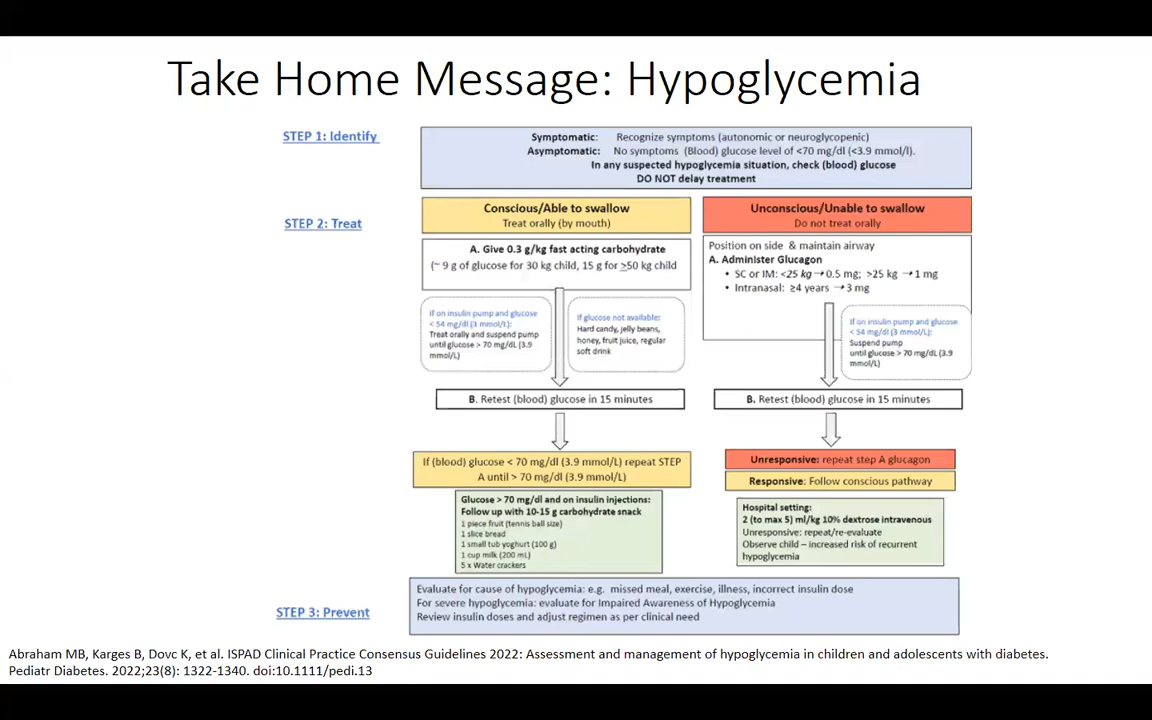 Take Home Message: Hypoglycemia
STEP 1: Identify
Symptomatic: Recognize symptoms (autonomic or neuroglycopenic)
Asymptomatic: No symptoms (Blood) glucose level of <70 mg/dl (<3.9 mmol/l).
In any suspected hypoglycemia situation, check (blood) glucose
DO NOT delay treatment
STEP 2: Treat
Conscious/Able to swallow
Treat orally (by mouth)
A. Give 0.3 g/kg fast acting carbohydrate
(~ 9 g of glucose for 30 kg child, 15 g for ≥50 kg child
If on insulin pump and glucose
< 54 mg/dl (3 mmol/L):
Treat orally and suspend pump
until glucose > 70 mg/dL (3.9
mmol/L)
If glucose not available:
Hard candy, jelly beans,
honey, fruit juice, regular
soft drink
B. Retest (blood) glucose in 15 minutes
If (blood) glucose < 70 mg/dl (3.9 mmol/L) repeat STEP
A until > 70 mg/dl (3.9 mmol/L)
Glucose > 70 mg/dl and on insulin injections:
Follow up with 10-15 g carbohydrate snack
1 piece fruit (tennis ball size)
1 slice bread
1 small tub yoghurt (100 g)
1 cup milk (200 mL)
5 x Water crackers
Unconscious/Unable to swallow
Do not treat orally
Position on side & maintain airway
A. Administer Glucagon
• SC or IM: <25 kg → 0.5 mg; >25 kg → 1 mg
• Intranasal: ≥4 years → 3 mg
If on insulin pump and glucose
< 54 mg/dl (3 mmol/L):
Suspend pump
until glucose > 70 mg/dL (3.9
mmol/L)
B. Retest (blood) glucose in 15 minutes
Unresponsive: repeat step A glucagon
Responsive: Follow conscious pathway
Hospital setting:
2 (to max 5) ml/kg 10% dextrose intravenous
Unresponsive: repeat/re-evaluate
Observe child – increased risk of recurrent
hypoglycemia
STEP 3: Prevent
Evaluate for cause of hypoglycemia: e.g. missed meal, exercise, illness, incorrect insulin dose
For severe hypoglycemia: evaluate for Impaired Awareness of Hypoglycemia
Review insulin doses and adjust regimen as per clinical need
Abraham MB, Karges B, Dovc K, et al. ISPAD Clinical Practice Consensus Guidelines 2022: Assessment and management of hypoglycemia in children and adolescents with diabetes.
Pediatr Diabetes. 2022;23(8): 1322-1340. doi:10.1111/pedi.13